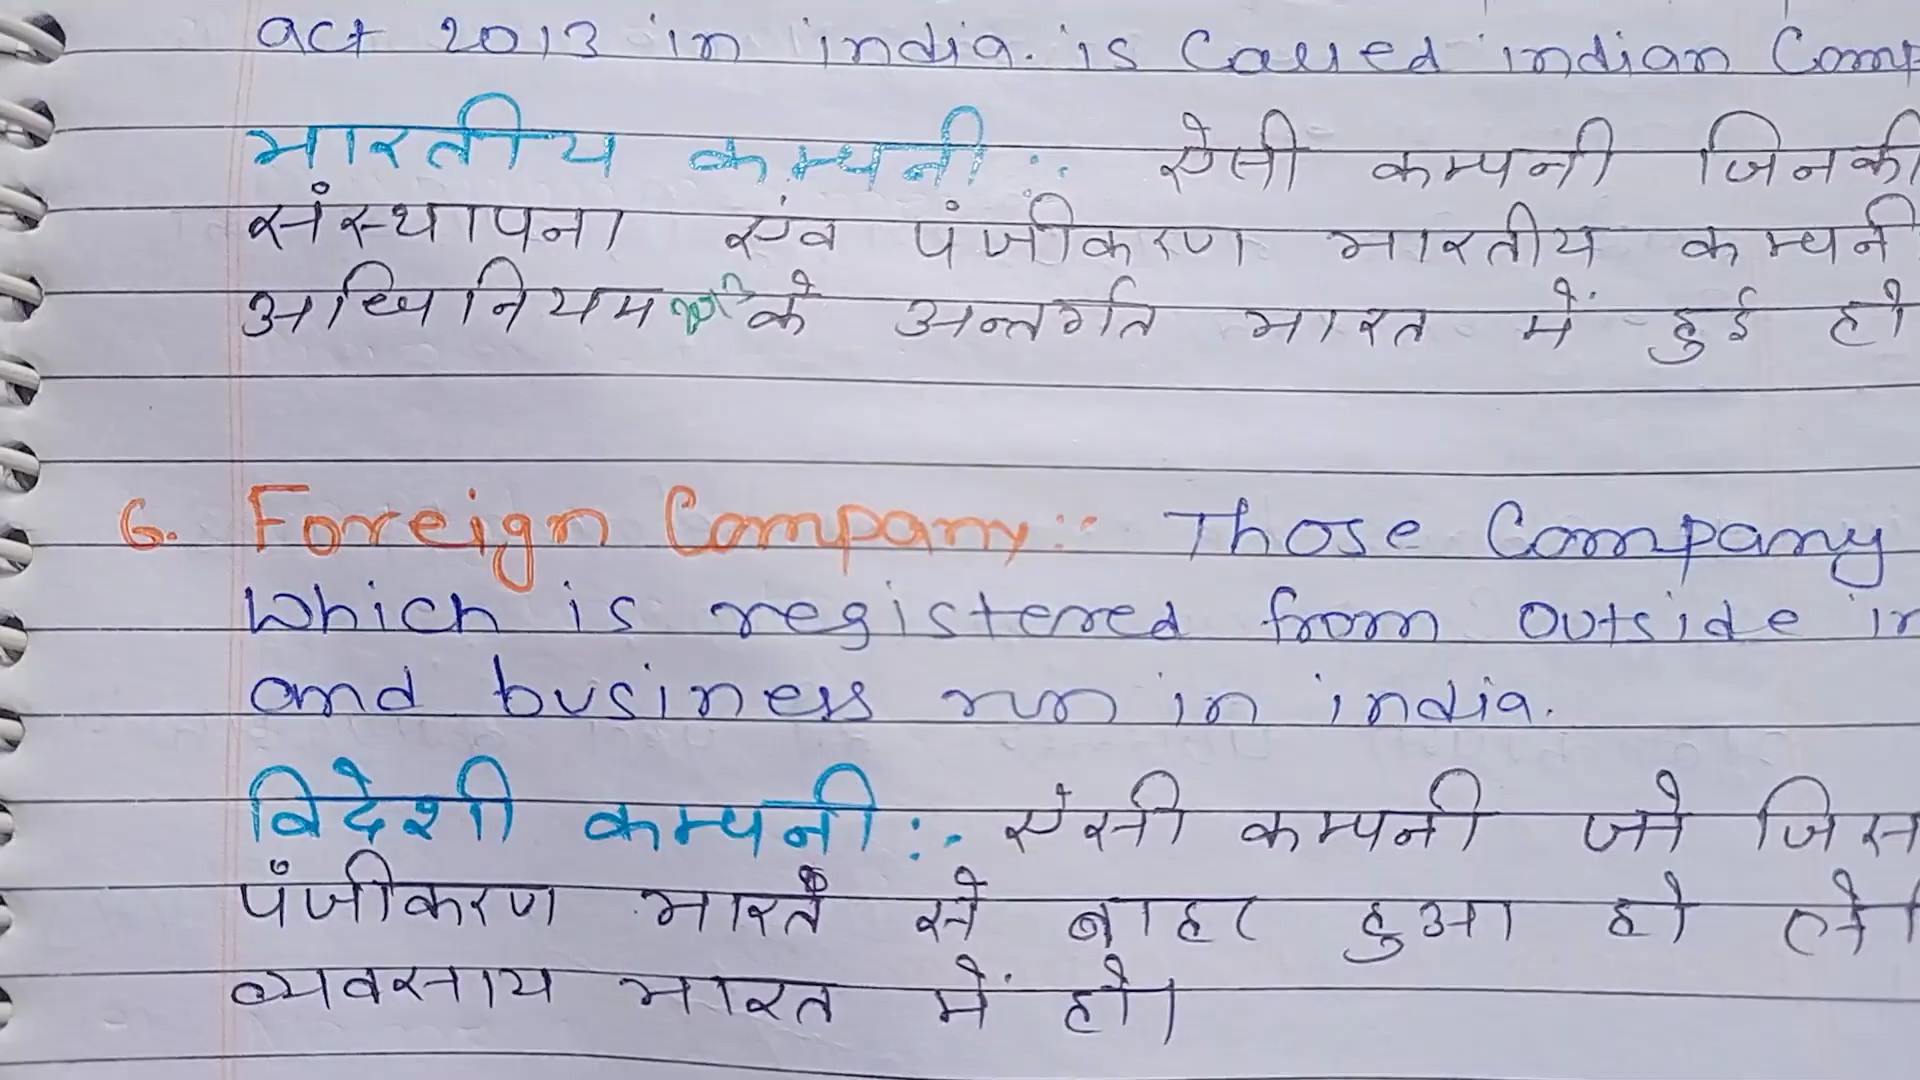 act 2013 in india. is Called indian Comp
भारतीय कम्पनी :- ऐसी कम्पनी जिनकी
संस्थापना एंव पंजीकरण भारतीय कम्पनी
अधिनियम के अन्तर्गत भारत में हुई हो
6. Foreign Company :- Those Company
which is registered from outside in
and business run in india.
विदेशी कम्पनी :- ऐसी कम्पनी जो जिस
पंजीकरण भारत से बाहर हुआ हो
व्यवसाय भारत में हो।